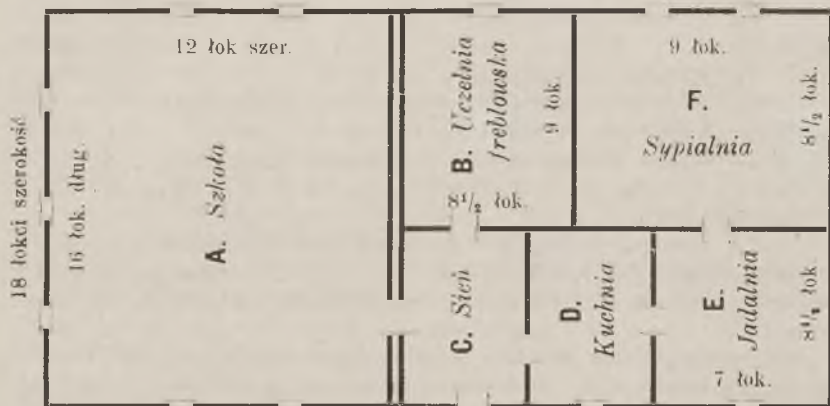 18 łokci szerokość
12 łok szer.
16 łok. dług.
A. Szkoła
B. Uczelnia
freblowska
9 łok.
8¹/₂ łok.
9 łok.
F.
Sypialnia
8¹/₂ łok.
C. Sień
D.
Kuchnia
E.
Jadalnia
8¹/₂ łok.
7 łok.